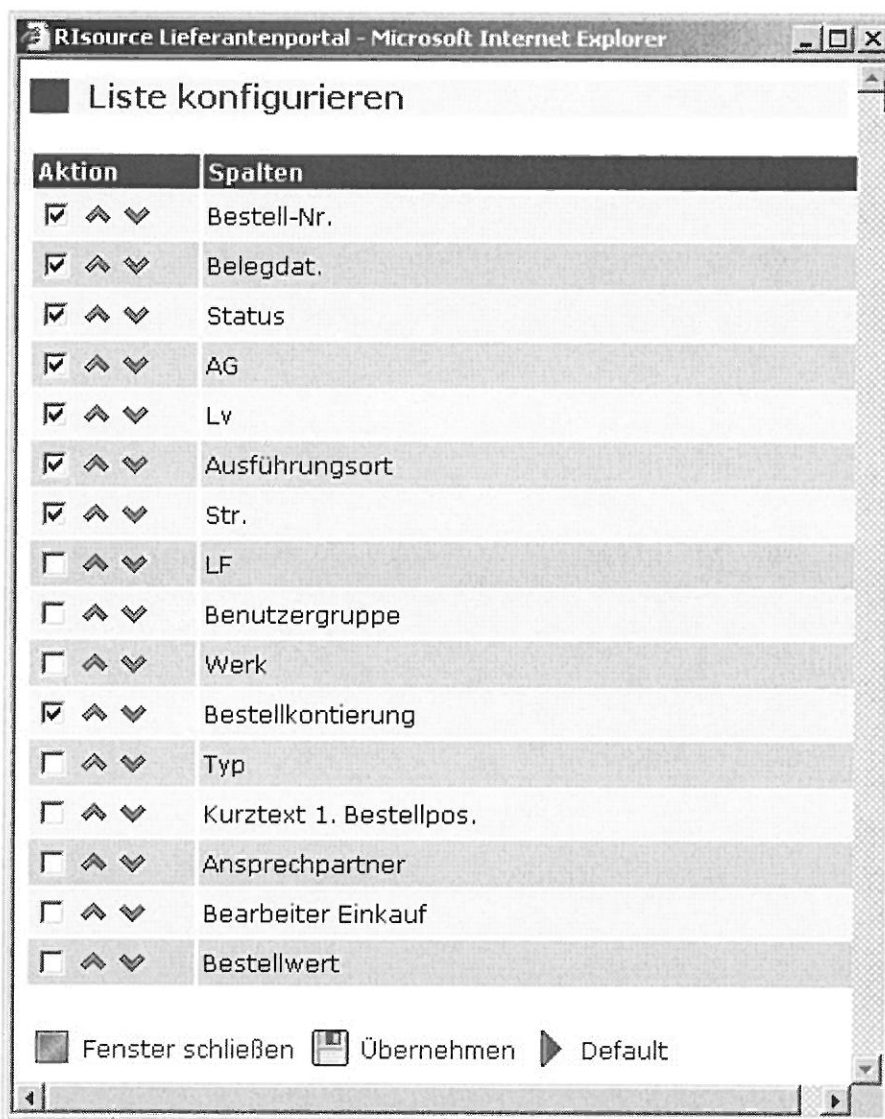 RIsource Lieferantenportal - Microsoft Internet Explorer
Liste konfigurieren
Aktion Spalten
Bestell-Nr.
Belegdat.
Status
AG
Lv
Ausführungsort
Str.
LF
Benutzergruppe
Werk
Bestellkontierung
Typ
Kurztext 1. Bestellpos.
Ansprechpartner
Bearbeiter Einkauf
Bestellwert
Fenster schließen Übernehmen Default